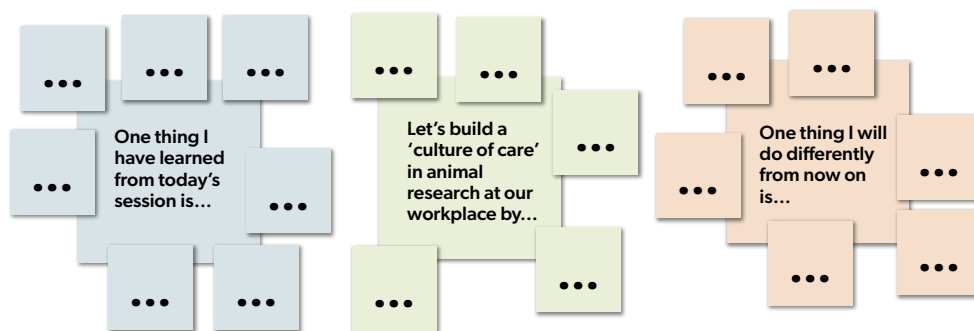 ...
...
...
One thing I
have learned
from today's
session is...
...
...
...
...
...
...
Let's build a
‘culture of care’
in animal
research at our
workplace by...
...
...
...
...
...
One thing I will
do differently
from now on
is...
...
...
...
...